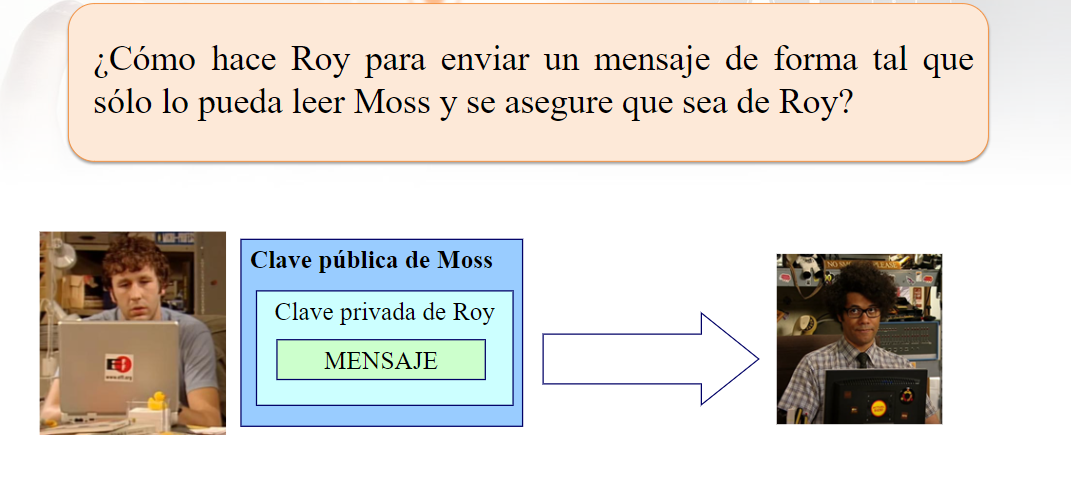 ¿Cómo hace Roy para enviar un mensaje de forma tal que
sólo lo pueda leer Moss y se asegure que sea de Roy?
Clave pública de Moss
Clave privada de Roy
MENSAJE